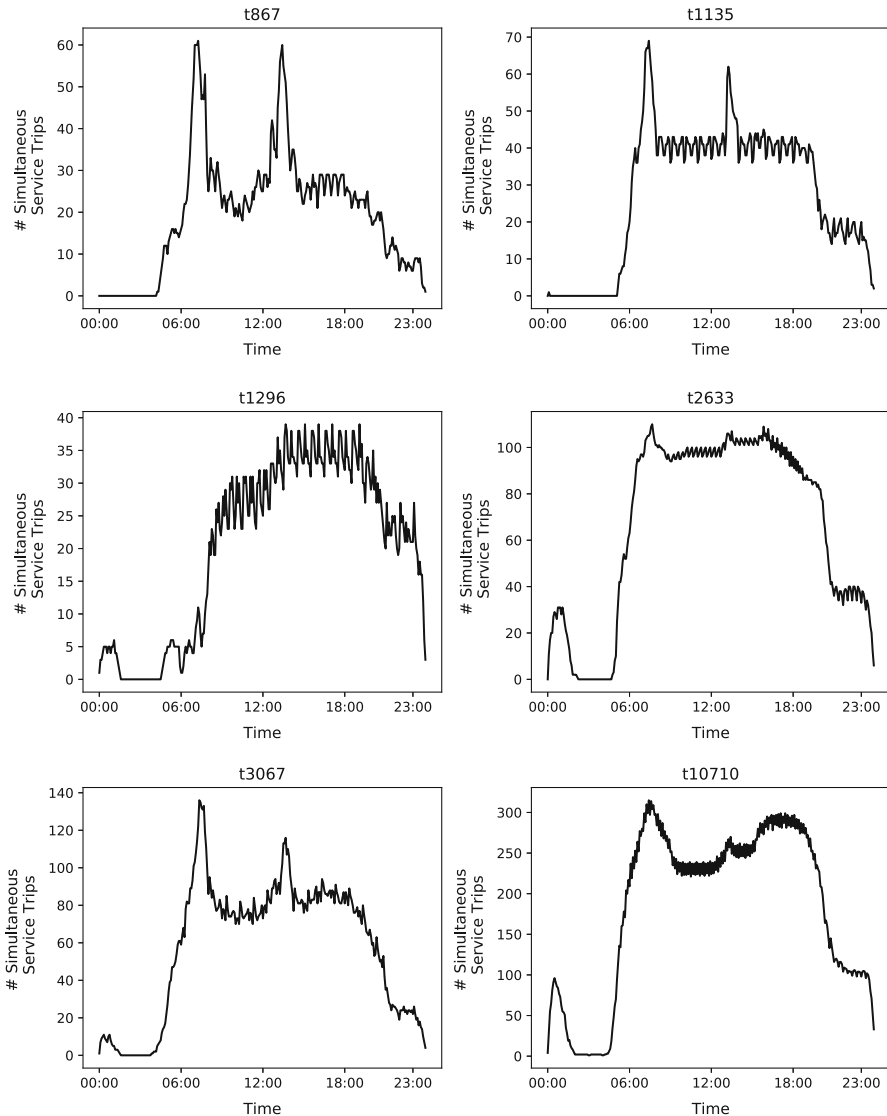 t867
# Simultaneous
Service Trips
60
50
40
30
20
10
0
00:00 06:00 12:00 18:00 23:00
Time
t1135
# Simultaneous
Service Trips
70
60
50
40
30
20
10
0
00:00 06:00 12:00 18:00 23:00
Time
t1296
# Simultaneous
Service Trips
40
35
30
25
20
15
10
5
0
00:00 06:00 12:00 18:00 23:00
Time
t2633
# Simultaneous
Service Trips
100
80
60
40
20
0
00:00 06:00 12:00 18:00 23:00
Time
t3067
# Simultaneous
Service Trips
140
120
100
80
60
40
20
0
00:00 06:00 12:00 18:00 23:00
Time
t10710
# Simultaneous
Service Trips
300
250
200
150
100
50
0
00:00 06:00 12:00 18:00 23:00
Time